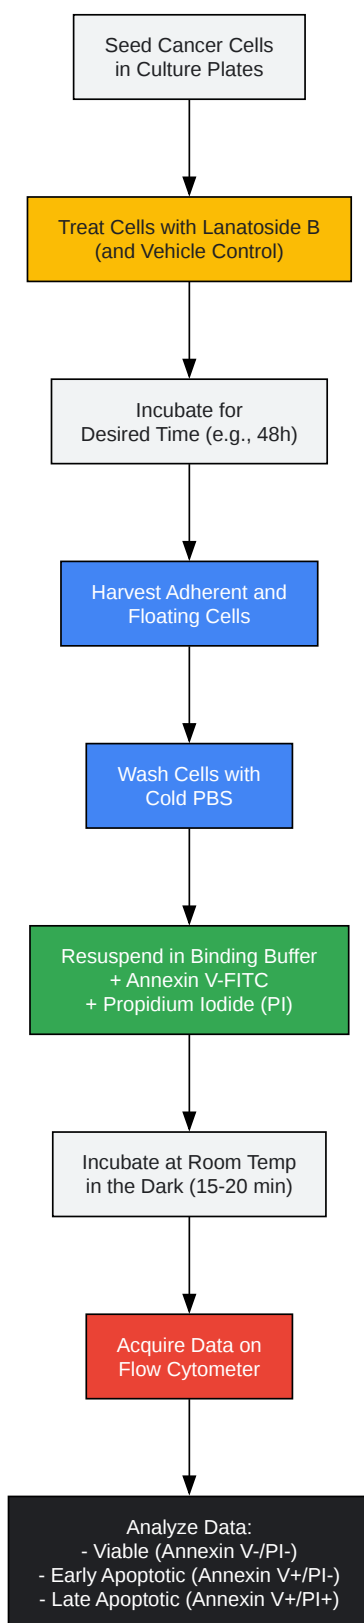 Seed Cancer Cells
in Culture Plates
Treat Cells with Lanatoside B
(and Vehicle Control)
Incubate for
Desired Time (e.g., 48h)
Harvest Adherent and
Floating Cells
Wash Cells with
Cold PBS
Resuspend in Binding Buffer
+ Annexin V-FITC
+ Propidium Iodide (PI)
Incubate at Room Temp
in the Dark (15-20 min)
Acquire Data on
Flow Cytometer
Analyze Data:
- Viable (Annexin V-/PI-)
- Early Apoptotic (Annexin V+/PI-)
- Late Apoptotic (Annexin V+/PI+)